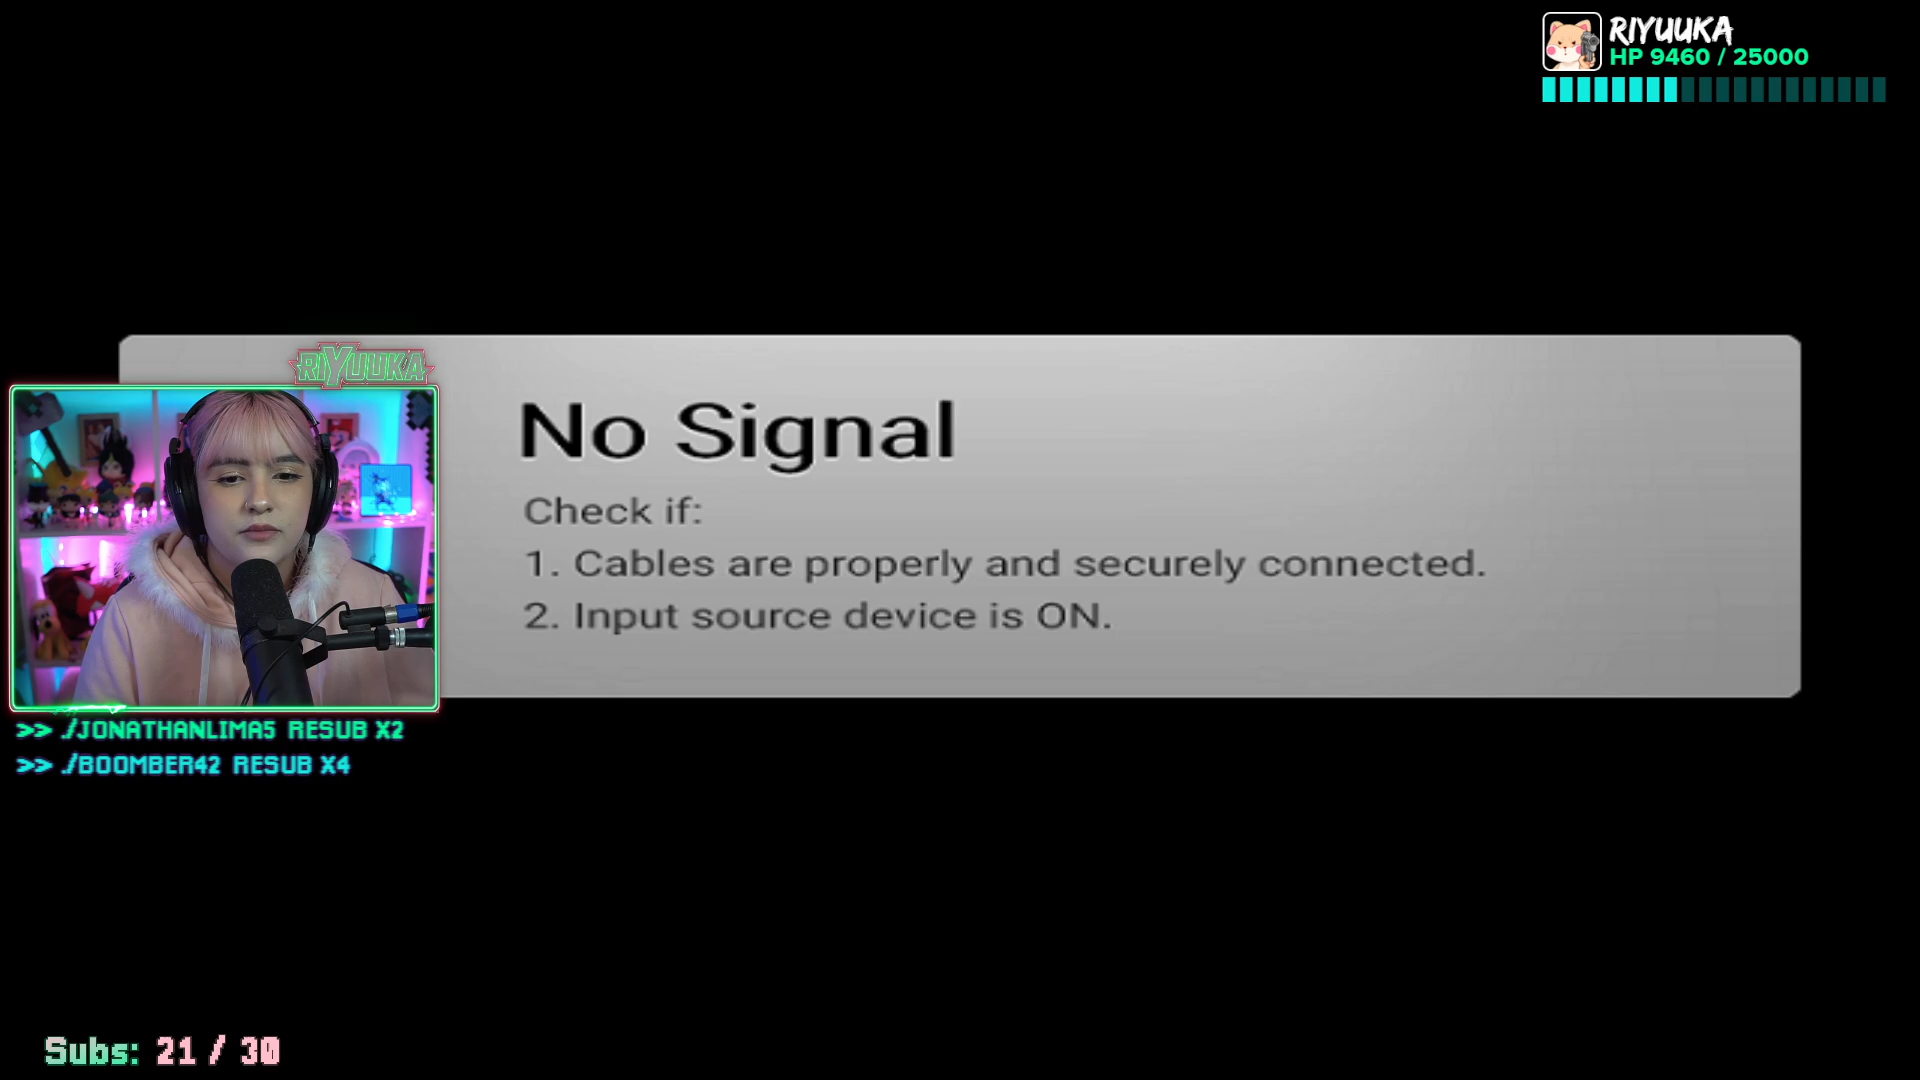 RIYUUKA
HP 9460 / 25000
RIYUUKA
No Signal
Check if:
1. Cables are properly and securely connected.
2. Input source device is ON.
>> ./JONATHANLIMA5 RESUB X2
>> ./BOOMBER42 RESUB X4
Subs: 21 / 30